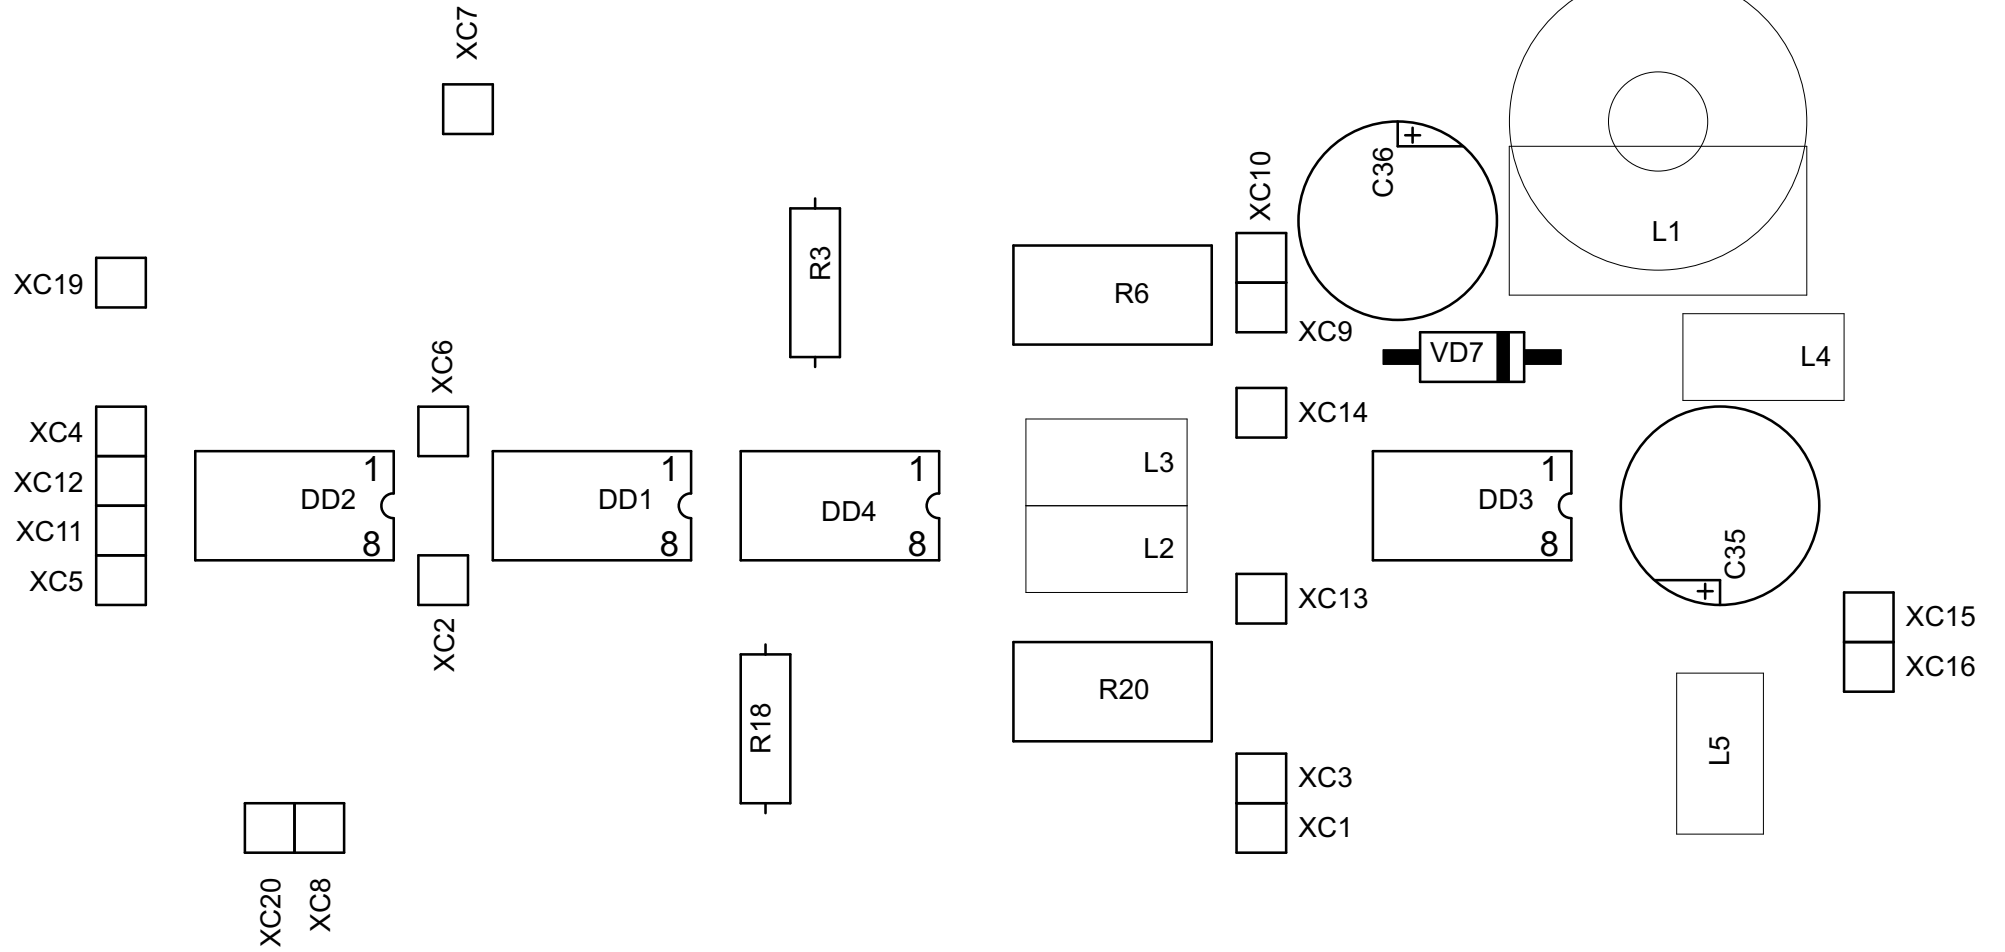 XC7
+
C36
XC10
L1
R3
XC19
R6
XC9
VD7
L4
XC6
XC14
XC4
1
1
1
L3
1
XC12
DD2
DD1
DD4
DD3
XC11
8
8
8
L2
8
C35
XC5
+
XC13
XC15
XC2
XC16
R20
R18
L5
XC3
XC1
XC20
XC8